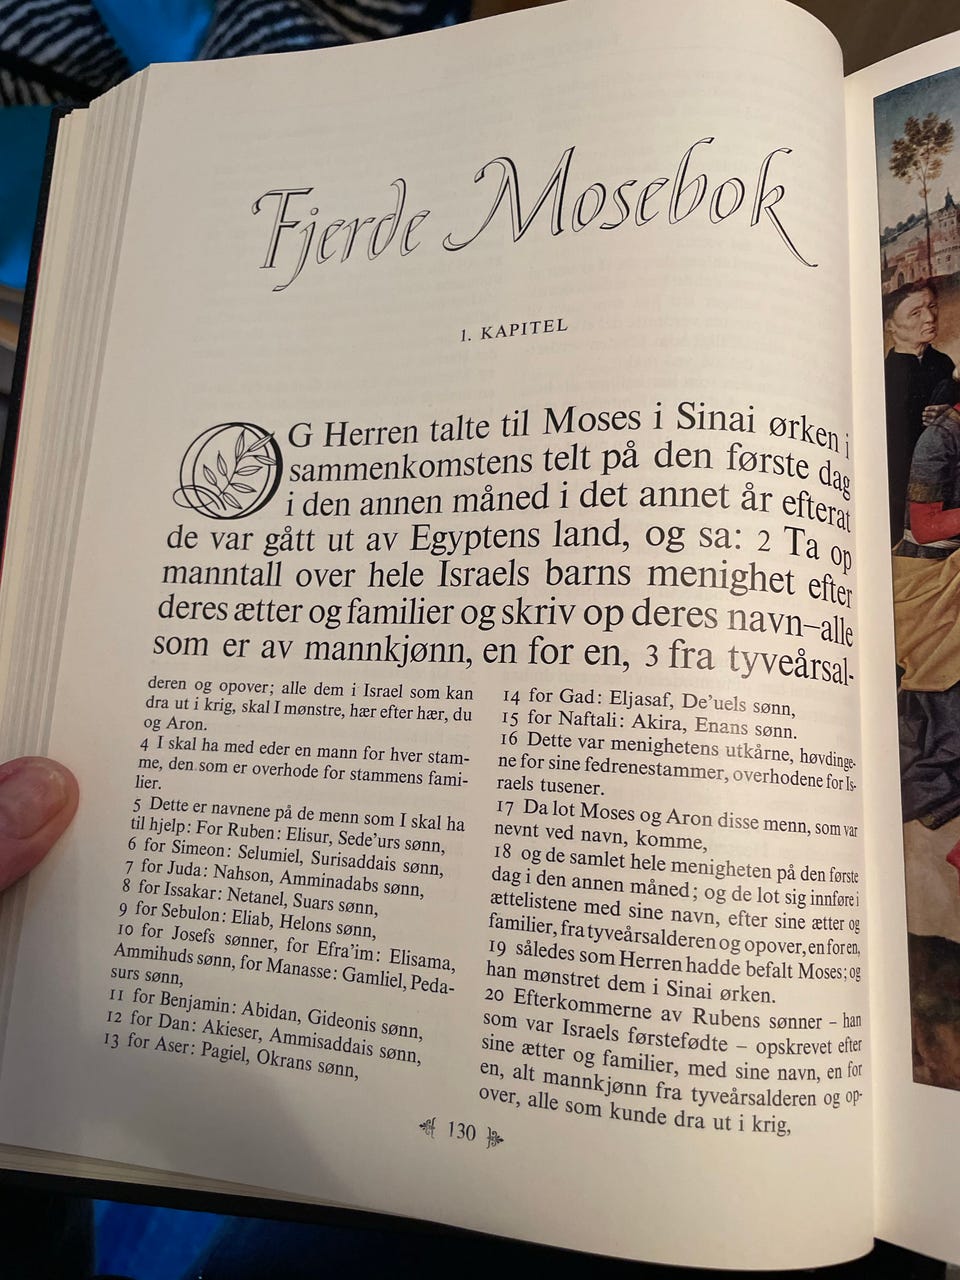 Fjerde Mosebok
1. KAPITEL
OG Herren talte til Moses i Sinai ørken i
sammenkomstens telt på den første dag
i den annen måned i det annet år efterat
de var gått ut av Egyptens land, og sa: 2 Ta op
manntall over hele Israels barns menighet efter
deres ætter og familier og skriv op deres navn–alle
som er av mannkjønn, en for en, 3 fra tyveårsal-
deren og opover; alle dem i Israel som kan
dra ut i krig, skal I mønstre, hær efter hær, du
og Aron.
4 I skal ha med eder en mann for hver stam-
me, den som er overhode for stammens fami-
lier.
5 Dette er navnene på de menn som I skal ha
til hjelp: For Ruben: Elisur, Sede'urs sønn,
6 for Simeon: Selumiel, Surisaddais sønn,
7 for Juda: Nahson, Amminadabs sønn,
8 for Issakar: Netanel, Suars sønn,
9 for Sebulon: Eliab, Helons sønn,
10 for Josefs sønner, for Efra'im: Elisama,
Ammihuds sønn, for Manasse: Gamliel, Peda-
surs sønn,
11 for Benjamin: Abidan, Gideonis sønn,
12 for Dan: Akieser, Ammisaddais sønn,
13 for Aser: Pagiel, Okrans sønn,
14 for Gad: Eljasaf, De'uels sønn,
15 for Naftali: Akira, Enans sønn.
16 Dette var menighetens utkårne, høvdinge-
ne for sine fedrenestammer, overhodene for Is-
raels tusener.
17 Da lot Moses og Aron disse menn, som var
nevnt ved navn, komme,
18 og de samlet hele menigheten på den første
dag i den annen måned; og de lot sig innføre i
ættelistene med sine navn, efter sine ætter og
familier, fra tyveårsalderen og opover, en for en,
19 således som Herren hadde befalt Moses; og
han mønstret dem i Sinai ørken.
20 Efterkommerne av Rubens sønner – han
som var Israels førstefødte – opskrevet efter
sine ætter og familier, med sine navn, en for
en, alt mannkjønn fra tyveårsalderen og op-
over, alle som kunde dra ut i krig,
130